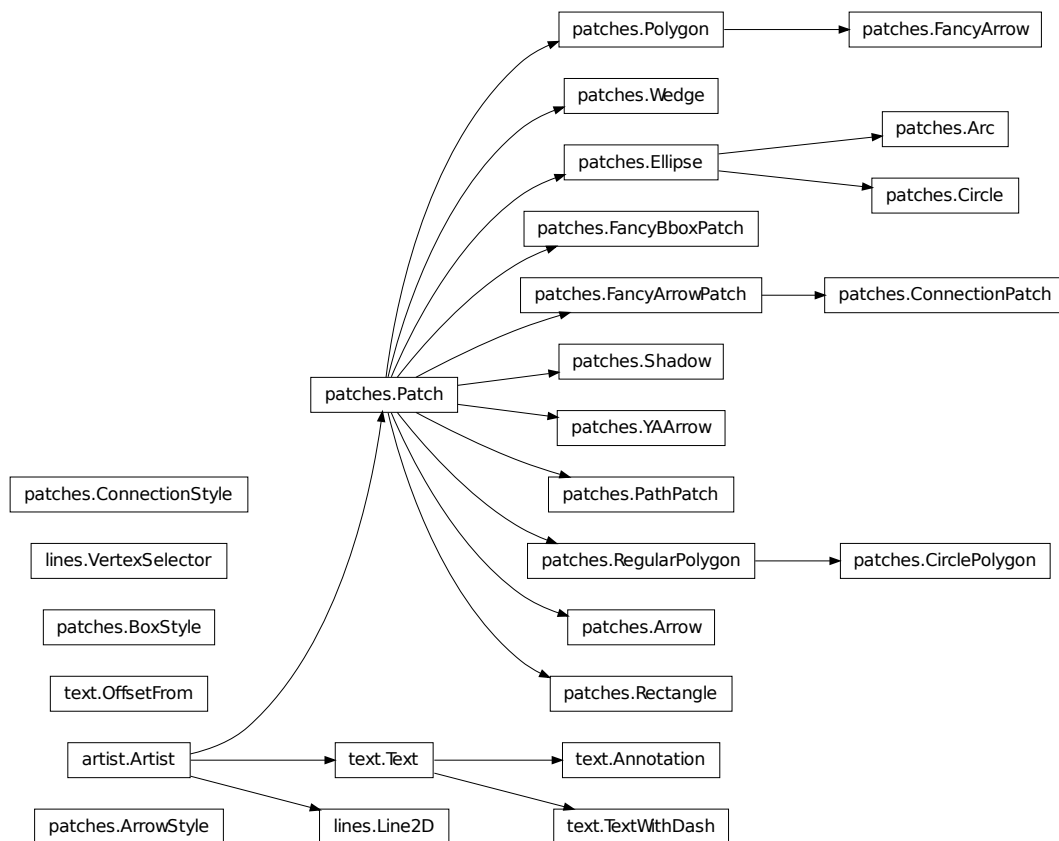 patches.Polygon
patches.FancyArrow
patches.Wedge
patches.Arc
patches.Ellipse
patches.Circle
patches.FancyBboxPatch
patches.FancyArrowPatch
patches.ConnectionPatch
patches.Shadow
patches.Patch
patches.YAArrow
patches.ConnectionStyle
patches.PathPatch
lines.VertexSelector
patches.RegularPolygon
patches.CirclePolygon
patches.BoxStyle
patches.Arrow
text.OffsetFrom
patches.Rectangle
artist.Artist
text.Text
text.Annotation
patches.ArrowStyle
lines.Line2D
text.TextWithDash